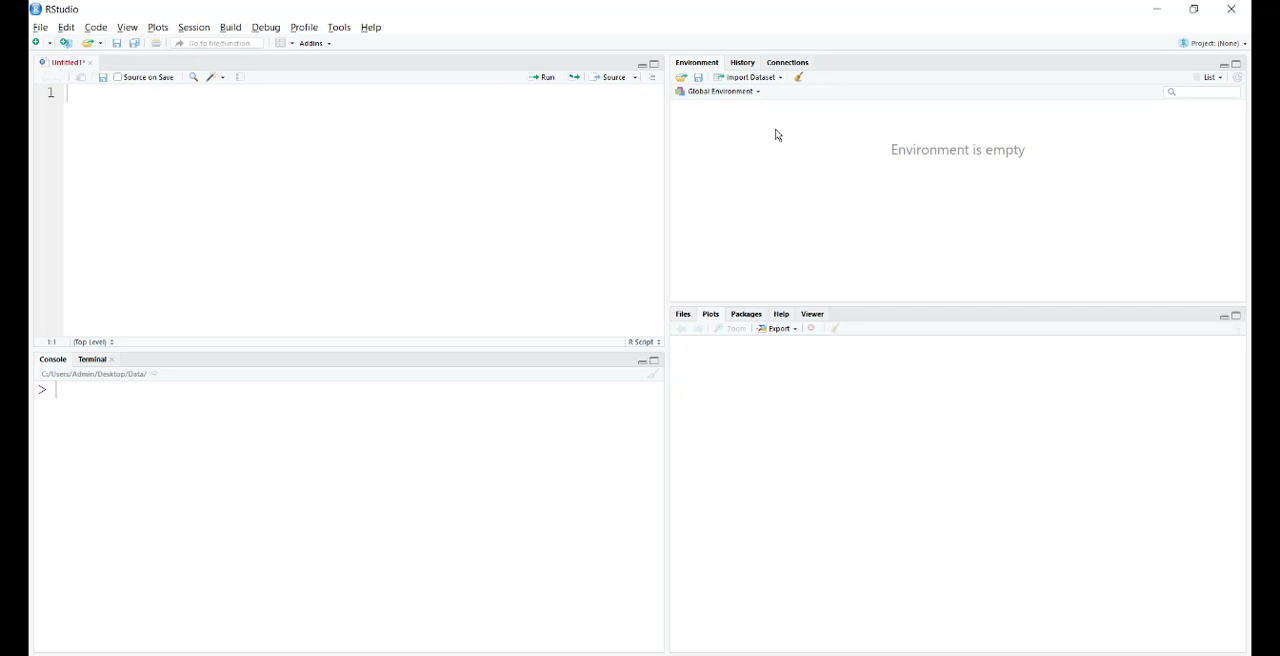 RStudio
File Edit Code View Plots Session Build Debug Profile Tools Help
Go to file/function Addins Project: (None)
Untitled1*
Source on Save Run Source
1
1:1 (Top Level) R Script
Console Terminal
C:/Users/Admin/Desktop/Data/
>
Environment History Connections
Import Dataset List
Global Environment
Environment is empty
Files Plots Packages Help Viewer
Zoom Export